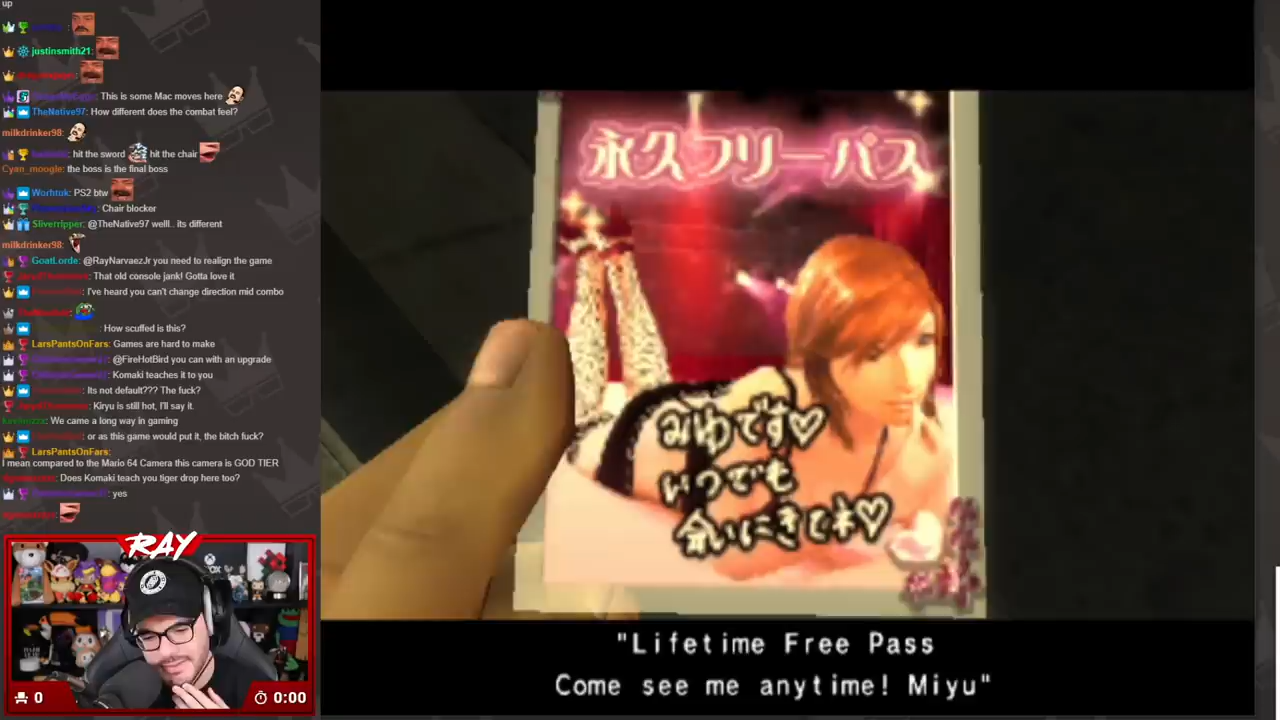 up
justinsmith21:
This is some Mac moves here
TheNative97: How different does the combat feel?
milkdrinker98:
hit the sword hit the chair
Cyan_moogle: the boss is the final boss
Worhtuk: PS2 btw
Chair blocker
Sliverripper: @TheNative97 welll.. its different
milkdrinker98:
GoatLorde: @RayNarvaezJr you need to realign the game
That old console jank! Gotta love it
I've heard you can't change direction mid combo
How scuffed is this?
LarsPantsOnFars: Games are hard to make
@FireHotBird you can with an upgrade
Komaki teaches it to you
Its not default??? The fuck?
Kiryu is still hot, I'll say it.
We came a long way in gaming
or as this game would put it, the bitch fuck?
LarsPantsOnFars:
I mean compared to the Mario 64 Camera this camera is GOD TIER
Does Komaki teach you tiger drop here too?
yes
RAY
0
0:00
永久フリーパス
みゆです♡
いつでも
会いにきてネ♡
"Lifetime Free Pass
Come see me anytime! Miyu"